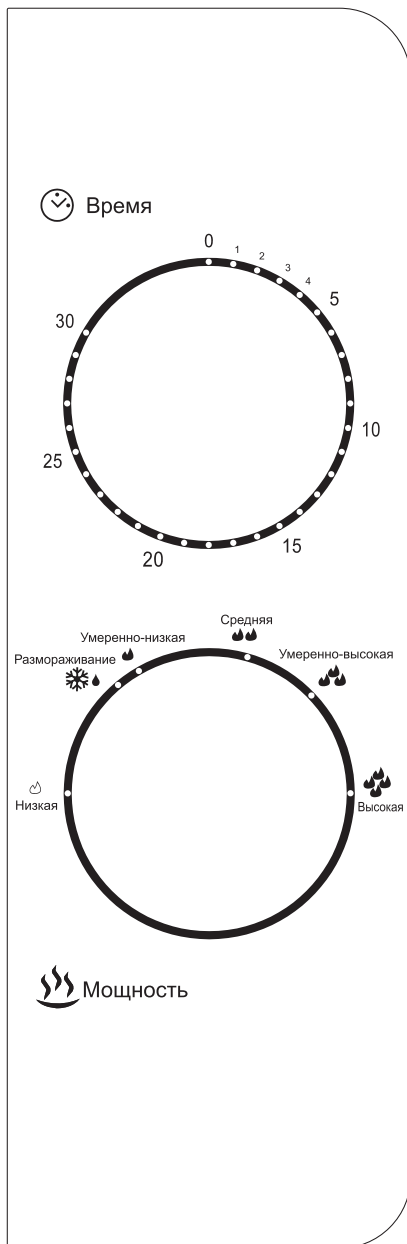 Время
0
1
2
3
4
5
10
15
20
25
30
Средняя
Умеренно-низкая
Умеренно-высокая
Размораживание
Низкая
Высокая
Мощность